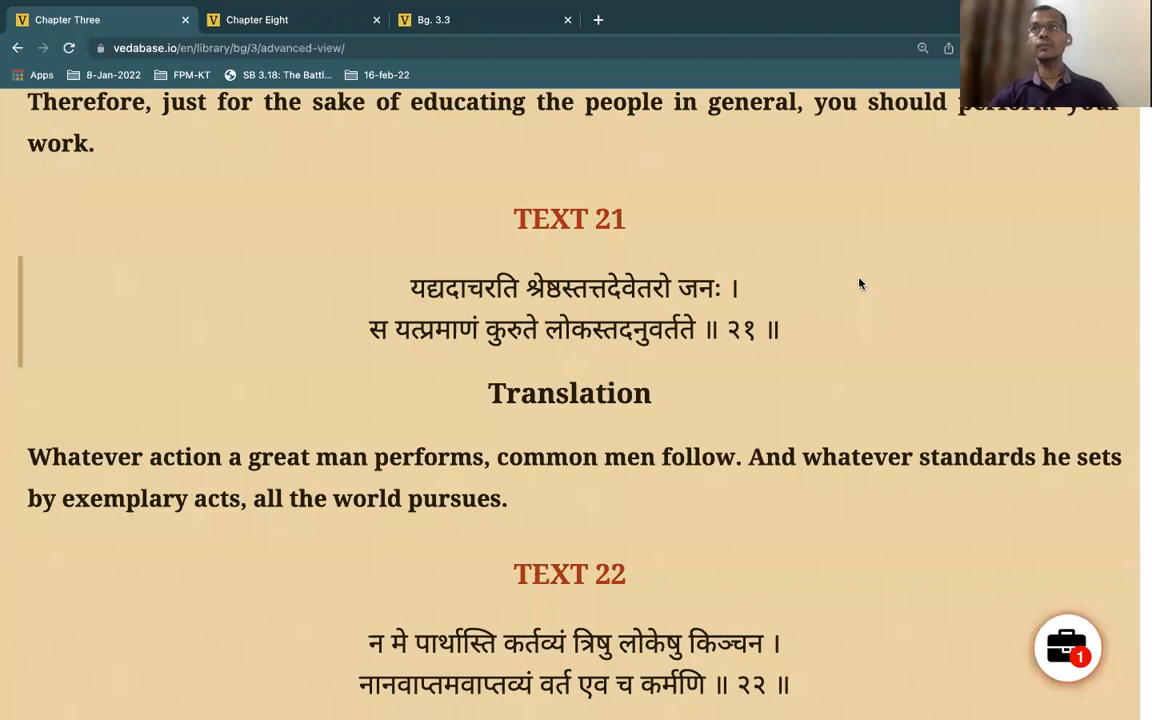 Chapter Three
Chapter Eight
Bg. 3.3
vedabase.io/en/library/bg/3/advanced-view/
Apps 8-Jan-2022 FPM-KT SB 3.18: The Battl... 16-feb-22
Therefore, just for the sake of educating the people in general, you should perform your
work.
TEXT 21
यद्यदाचरति श्रेष्ठस्तत्तदेवेतरो जनः ।
स यत्प्रमाणं कुरुते लोकस्तदनुवर्तते ॥ २१ ॥
Translation
Whatever action a great man performs, common men follow. And whatever standards he sets
by exemplary acts, all the world pursues.
TEXT 22
न मे पार्थास्ति कर्तव्यं त्रिषु लोकेषु किञ्चन ।
नानवाप्तमवाप्तव्यं वर्त एव च कर्मणि ॥ २२ ॥
1